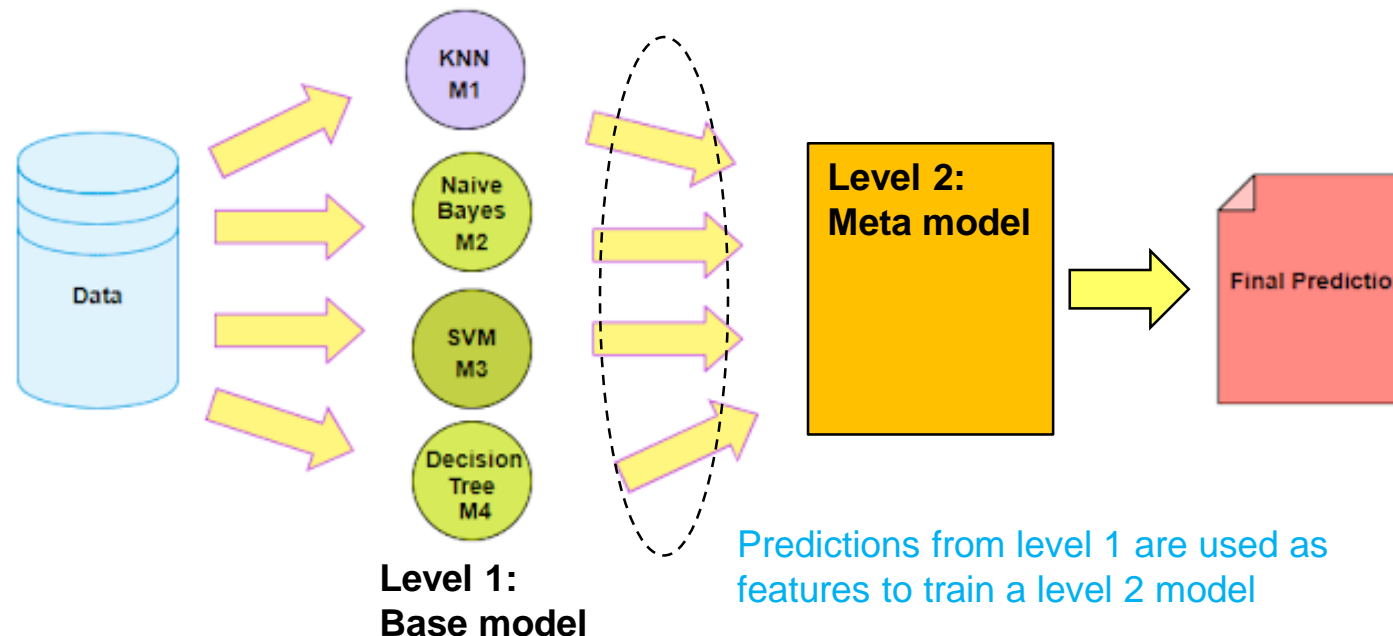 Data
KNN
M1
Naive
Bayes
M2
SVM
M3
Decision
Tree
M4
Level 1:
Base model
Level 2:
Meta model
Predictions from level 1 are used as
features to train a level 2 model
Final Predictio